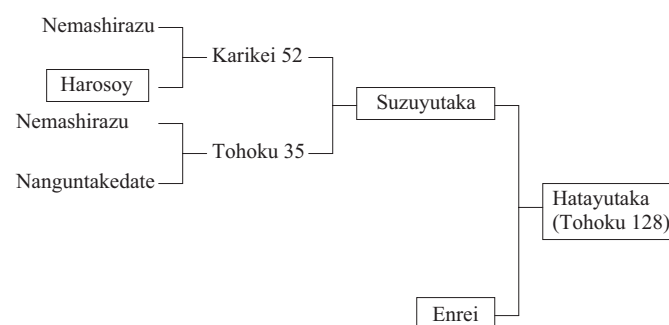 Nemashirazu
Karikei 52
Harosoy
Suzuyutaka
Nemashirazu
Tohoku 35
Nanguntakedate
Hatayutaka
(Tohoku 128)
Enrei